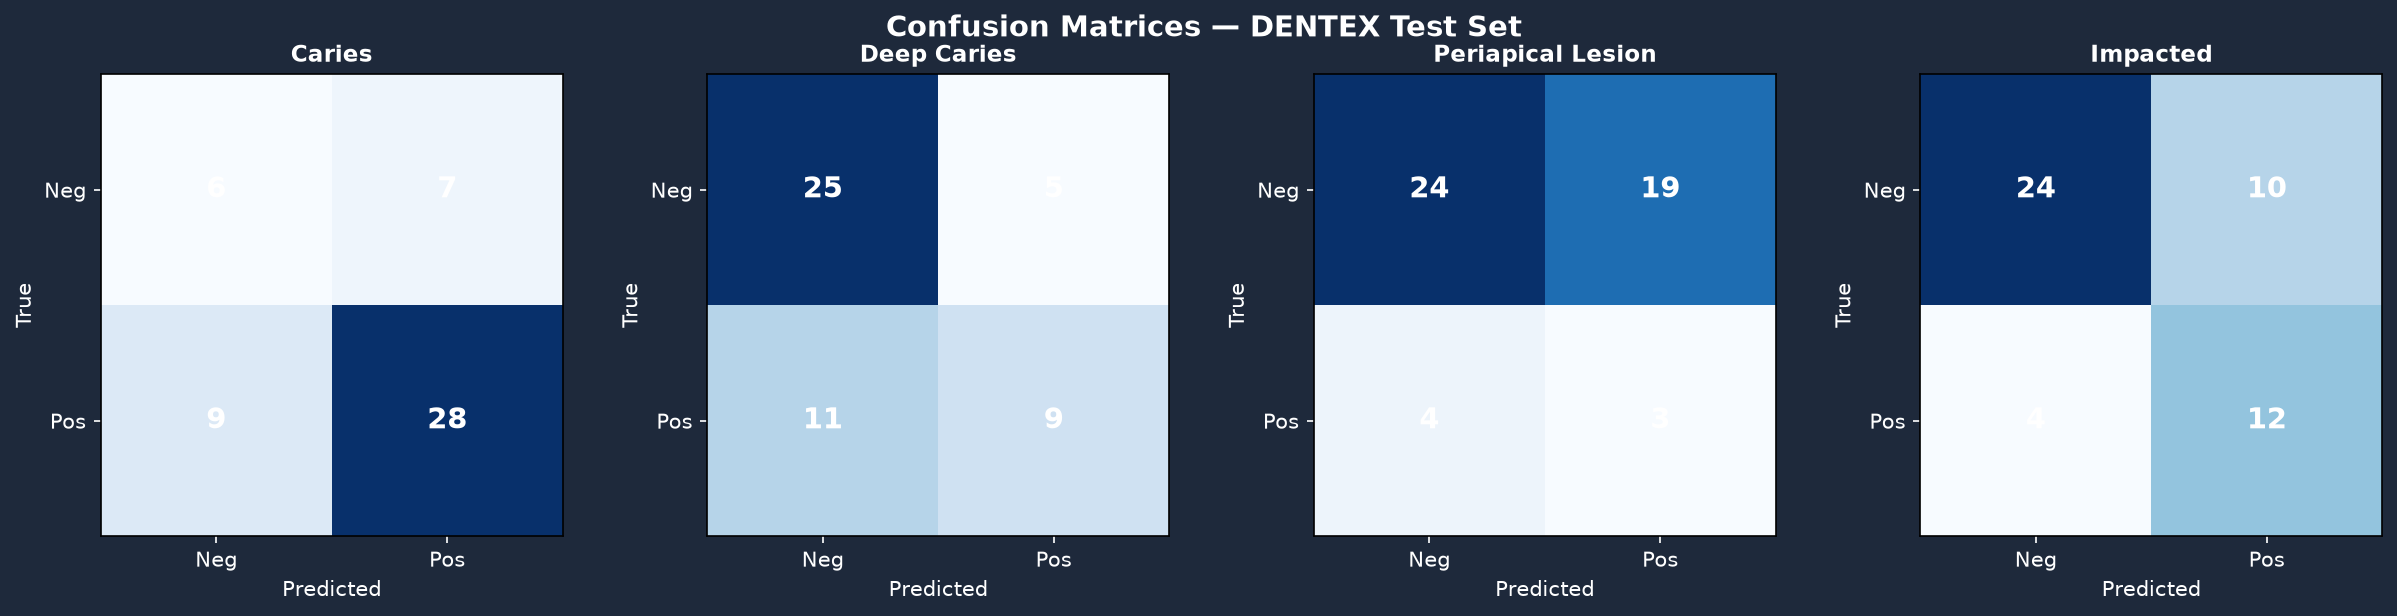 Confusion Matrices — DENTEX Test Set
Caries
True
Neg
6
7
Pos
9
28
Neg
Pos
Predicted
Deep Caries
True
Neg
25
5
Pos
11
9
Neg
Pos
Predicted
Periapical Lesion
True
Neg
24
19
Pos
4
3
Neg
Pos
Predicted
Impacted
True
Neg
24
10
Pos
4
12
Neg
Pos
Predicted